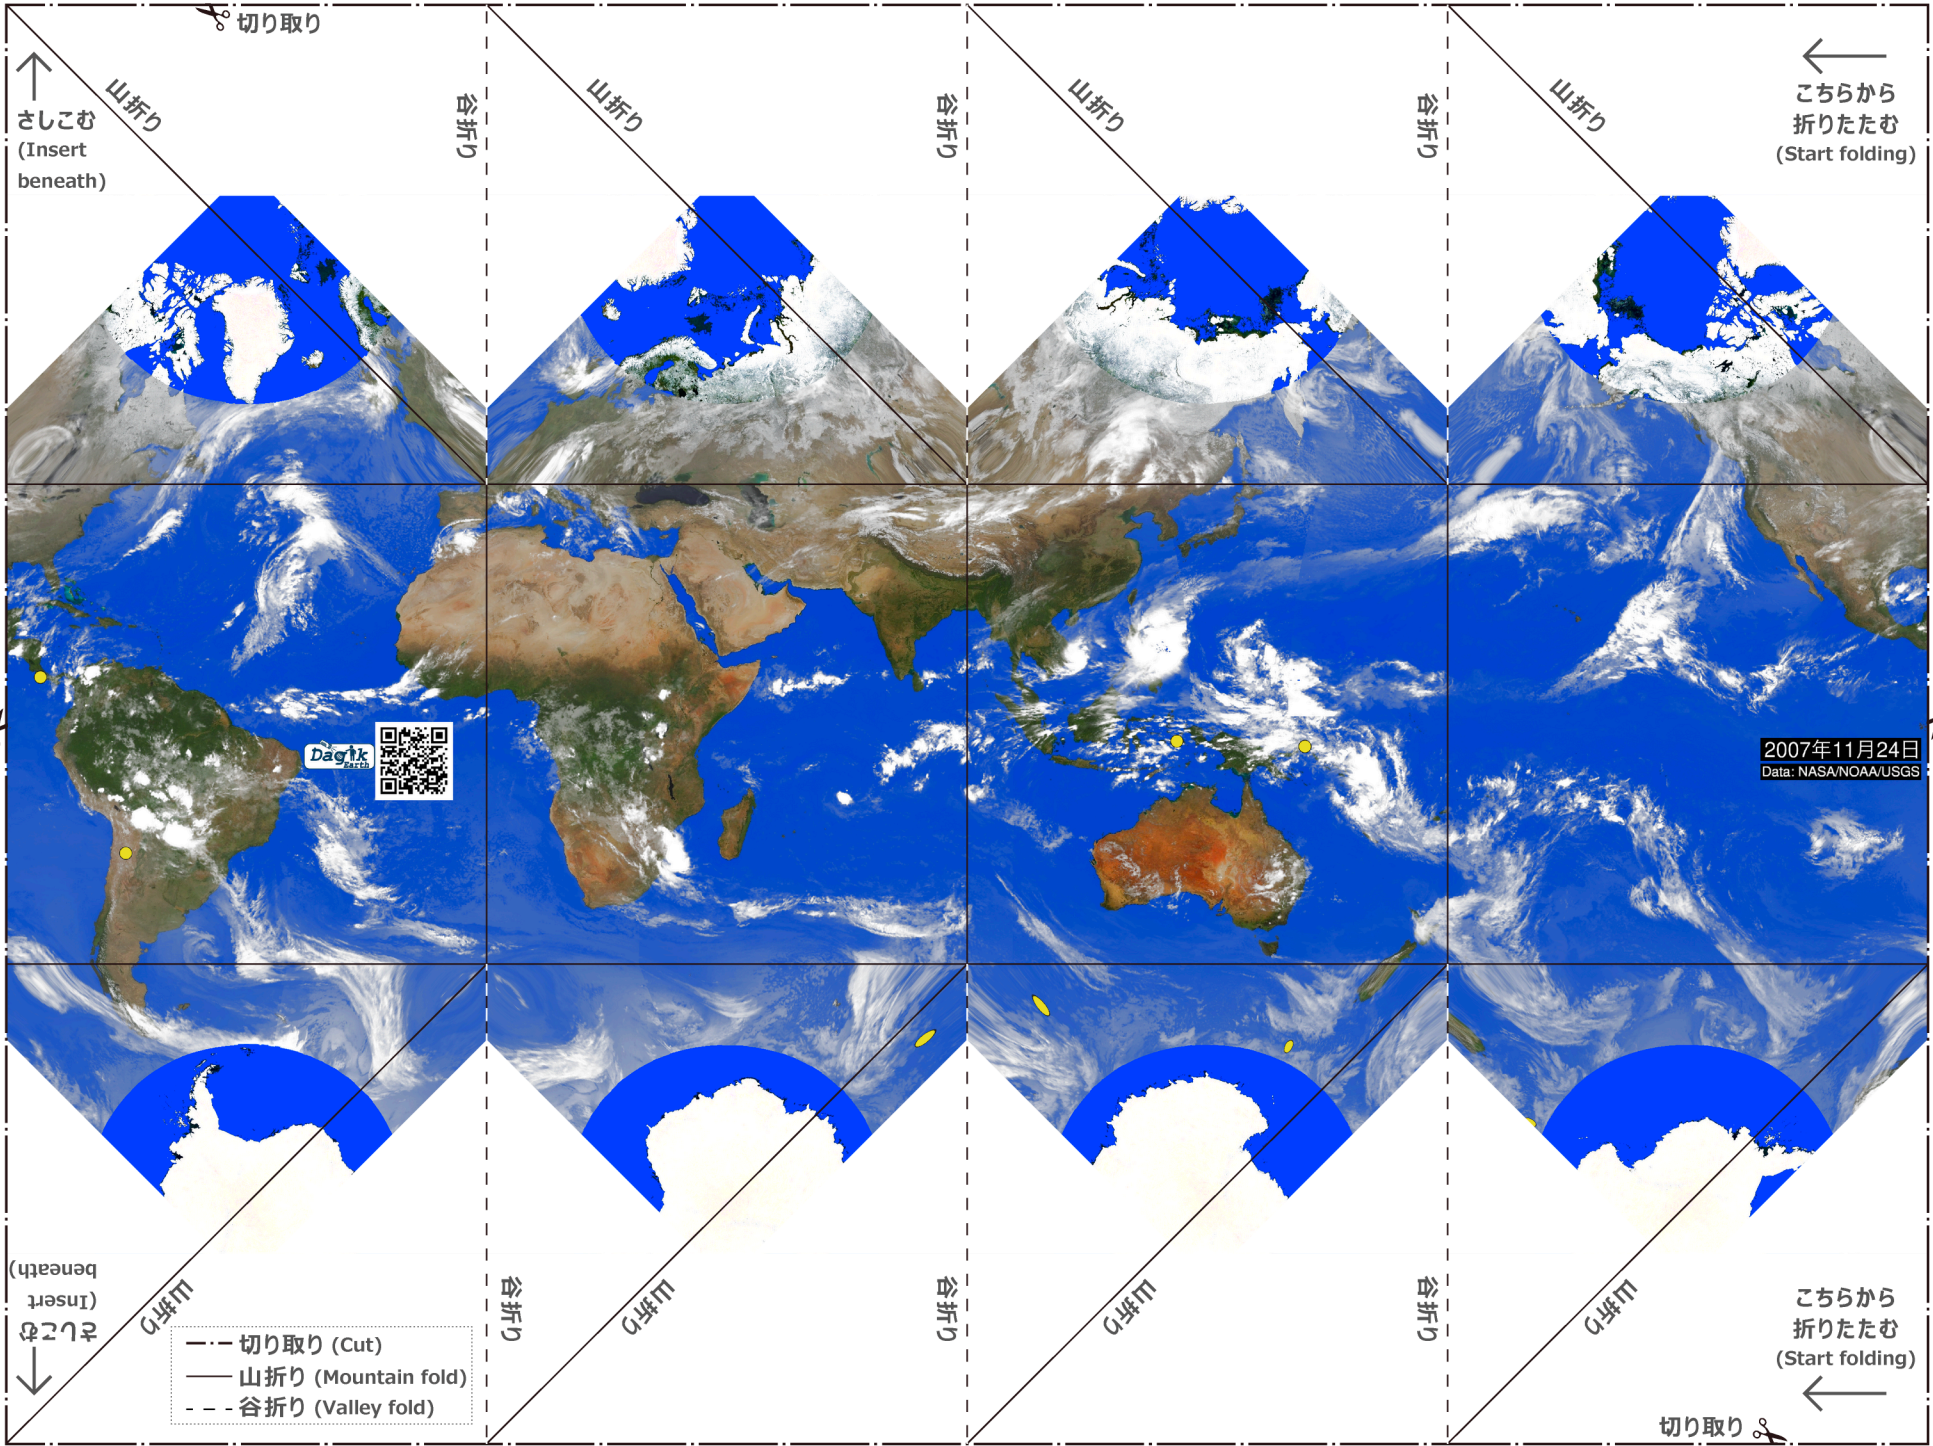 切り取り
山折り
谷折り
山折り
谷折り
山折り
谷折り
山折り
さしこむ
(Insert
beneath)
こちらから
折りたたむ
(Start folding)
Dagik
Earth
2007年11月24日
Data: NASA/NOAA/USGS
さしこむ
(Insert
beneath)
山折り
谷折り
山折り
谷折り
山折り
谷折り
山折り
切り取り (Cut)
山折り (Mountain fold)
谷折り (Valley fold)
こちらから
折りたたむ
(Start folding)
切り取り